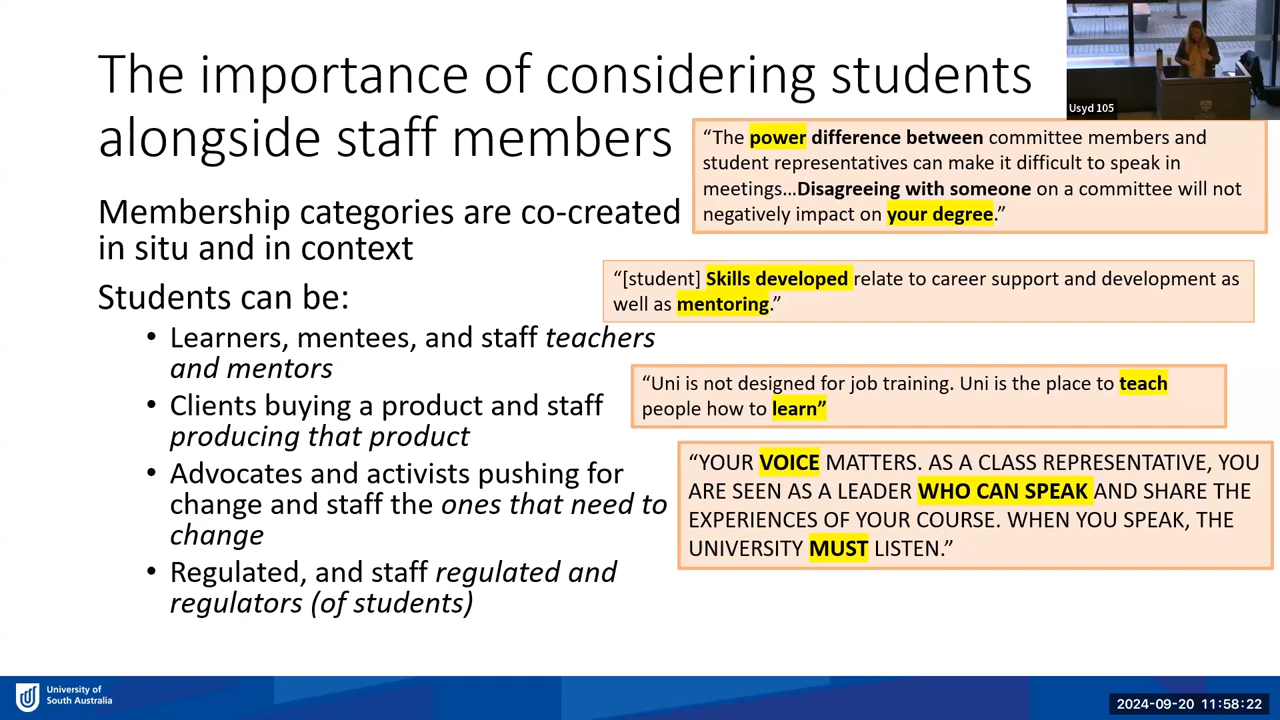 The importance of considering students
alongside staff members
Usyd 105
“The power difference between committee members and
student representatives can make it difficult to speak in
meetings…Disagreeing with someone on a committee will not
negatively impact on your degree.”
Membership categories are co-created
in situ and in context
“[student] Skills developed relate to career support and development as
well as mentoring.”
Students can be:
• Learners, mentees, and staff teachers
and mentors
“Uni is not designed for job training. Uni is the place to teach
people how to learn”
• Clients buying a product and staff
producing that product
“YOUR VOICE MATTERS. AS A CLASS REPRESENTATIVE, YOU
ARE SEEN AS A LEADER WHO CAN SPEAK AND SHARE THE
EXPERIENCES OF YOUR COURSE. WHEN YOU SPEAK, THE
UNIVERSITY MUST LISTEN.”
• Advocates and activists pushing for
change and staff the ones that need to
change
• Regulated, and staff regulated and
regulators (of students)
University of
South Australia
2024-09-20 11:58:22